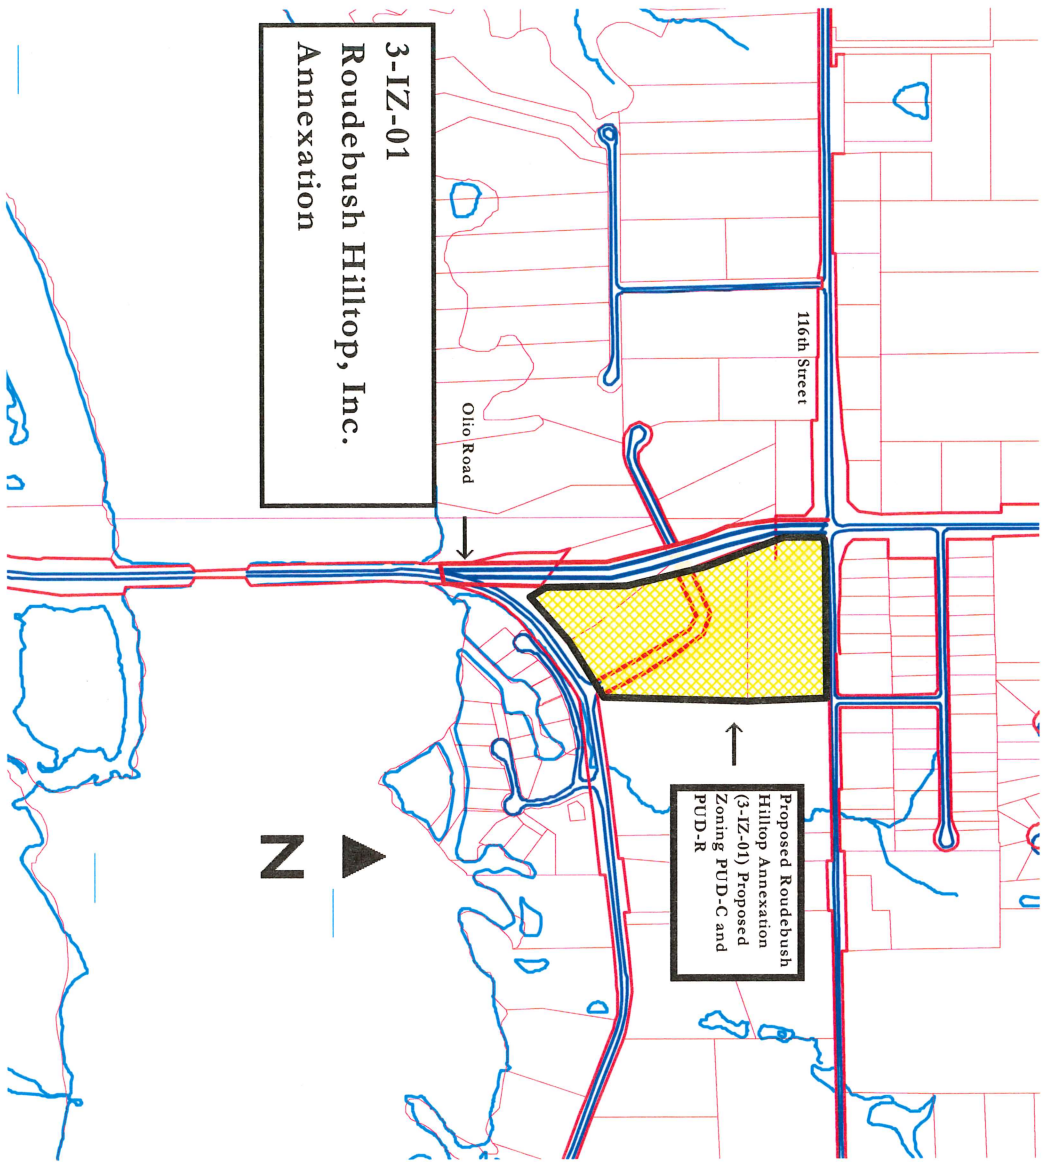 3-IZ-01
Roudebush Hilltop, Inc.
Annexation
116th Street
Olio Road
Proposed Roudebush
Hilltop Annexation
(3-IZ-01) Proposed
Zoning PUD-C and
PUD-R
N